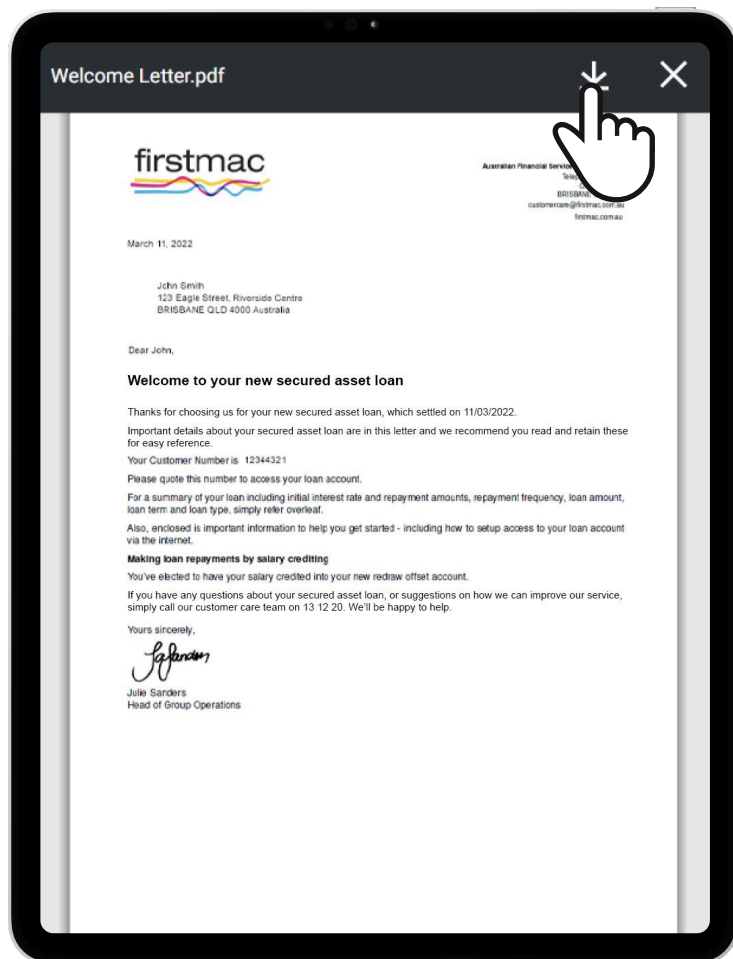 Welcome Letter.pdf
firstmac
Australian Financial
BRISBANE
customercare@firstmac.com.au
firstmac.com.au
March 11, 2022
John Smith
123 Eagle Street, Riverside Centre
BRISBANE QLD 4000 Australia
Dear John,
Welcome to your new secured asset loan
Thanks for choosing us for your new secured asset loan, which settled on 11/03/2022.
Important details about your secured asset loan are in this letter and we recommend you read and retain these
for easy reference.
Your Customer Number is 12344321
Please quote this number to access your loan account.
For a summary of your loan including initial interest rate and repayment amounts, repayment frequency, loan amount,
loan term and loan type, simply refer overleaf.
Also, enclosed is important information to help you get started - including how to setup access to your loan account
via the internet.
Making loan repayments by salary crediting
You've elected to have your salary credited into your new redraw offset account.
If you have any questions about your secured asset loan, or suggestions on how we can improve our service,
simply call our customer care team on 13 12 20. We'll be happy to help.
Yours sincerely,
Julie Sanders
Head of Group Operations